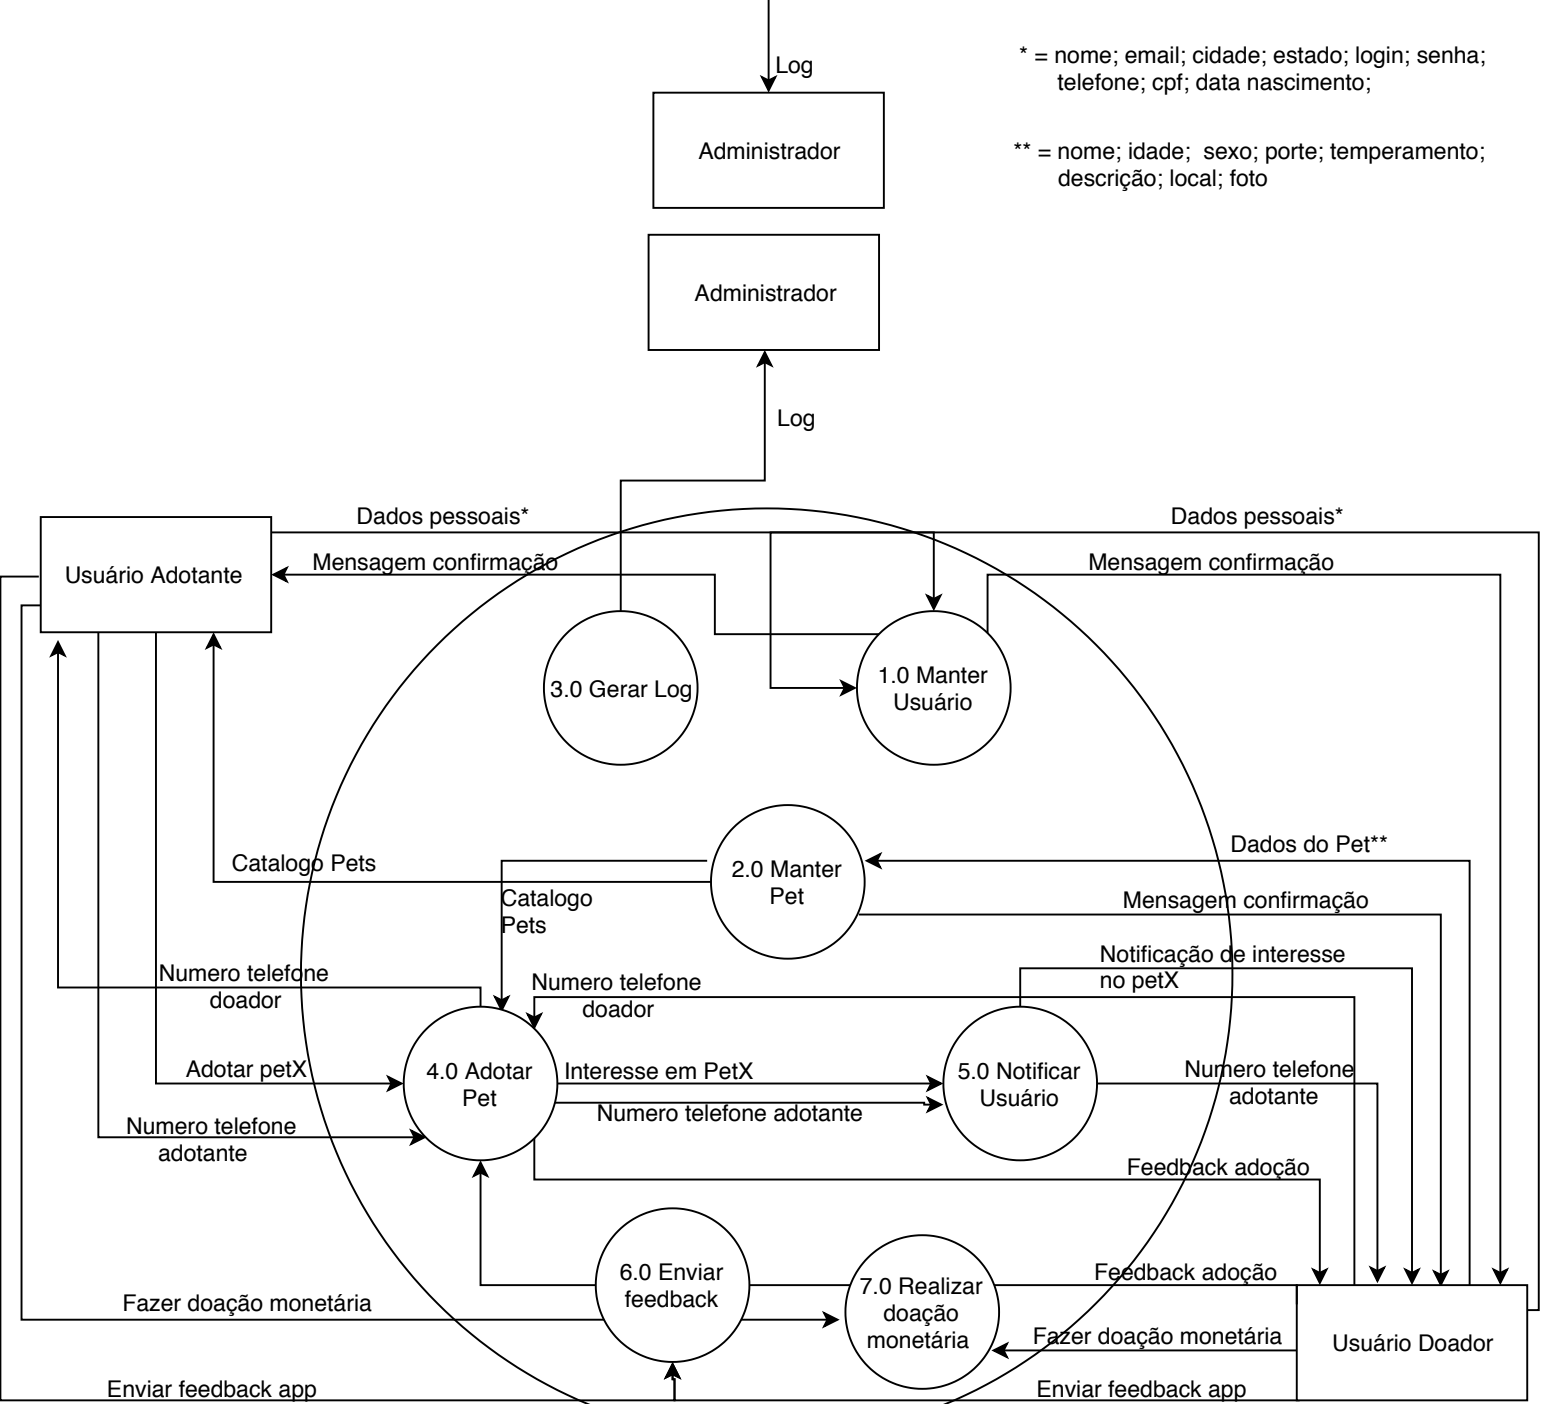 Log
* = nome; email; cidade; estado; login; senha;
telefone; cpf; data nascimento;
Administrador
** = nome; idade;  sexo; porte; temperamento;
descrição; local; foto
Administrador
Log
Dados pessoais*
Dados pessoais*
Usuário Adotante
Mensagem confirmação
Mensagem confirmação
3.0 Gerar Log
1.0 Manter
Usuário
Dados do Pet**
Catalogo Pets
2.0 Manter
Pet
Catalogo
Pets
Mensagem confirmação
Notificação de interesse
no petX
Numero telefone
doador
Numero telefone
doador
Adotar petX
4.0 Adotar
Pet
Interesse em PetX
5.0 Notificar
Usuário
Numero telefone
adotante
Numero telefone adotante
Numero telefone
adotante
Feedback adoção
6.0 Enviar
feedback
7.0 Realizar
doação
monetária
Feedback adoção
Fazer doação monetária
Fazer doação monetária
Usuário Doador
Enviar feedback app
Enviar feedback app